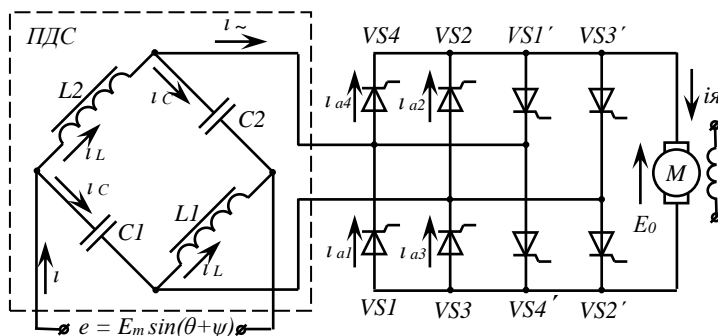 ПДС
ı ~
VS4
VS2
VS1´
VS3´
L2
ı C
C2
ı a4
ı a2
iя
ı L
ı C
C1
L1
ı L
E0
M
ı a1
ı a3
ı
VS1
VS3
VS4´
VS2´
e = Em sin(θ+ψ)